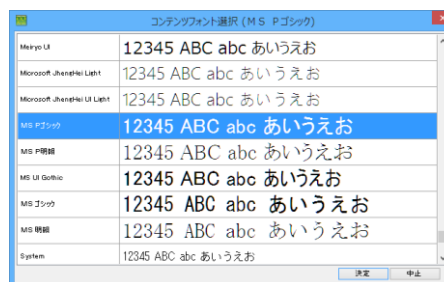 コンテンツフォント選択 (MS Pゴシック)
Meiryo UI 12345 ABC abc あいうえお
Microsoft JhengHei Light 12345 ABC abc あいうえお
Microsoft JhengHei UI Light 12345 ABC abc あいうえお
MS Pゴシック 12345 ABC abc あいうえお
MS P明朝 12345 ABC abc あいうえお
MS UI Gothic 12345 ABC abc あいうえお
MS ゴシック 12345 ABC abc あいうえお
MS 明朝 12345 ABC abc あいうえお
System 12345 ABC abc あいうえお
決定 中止